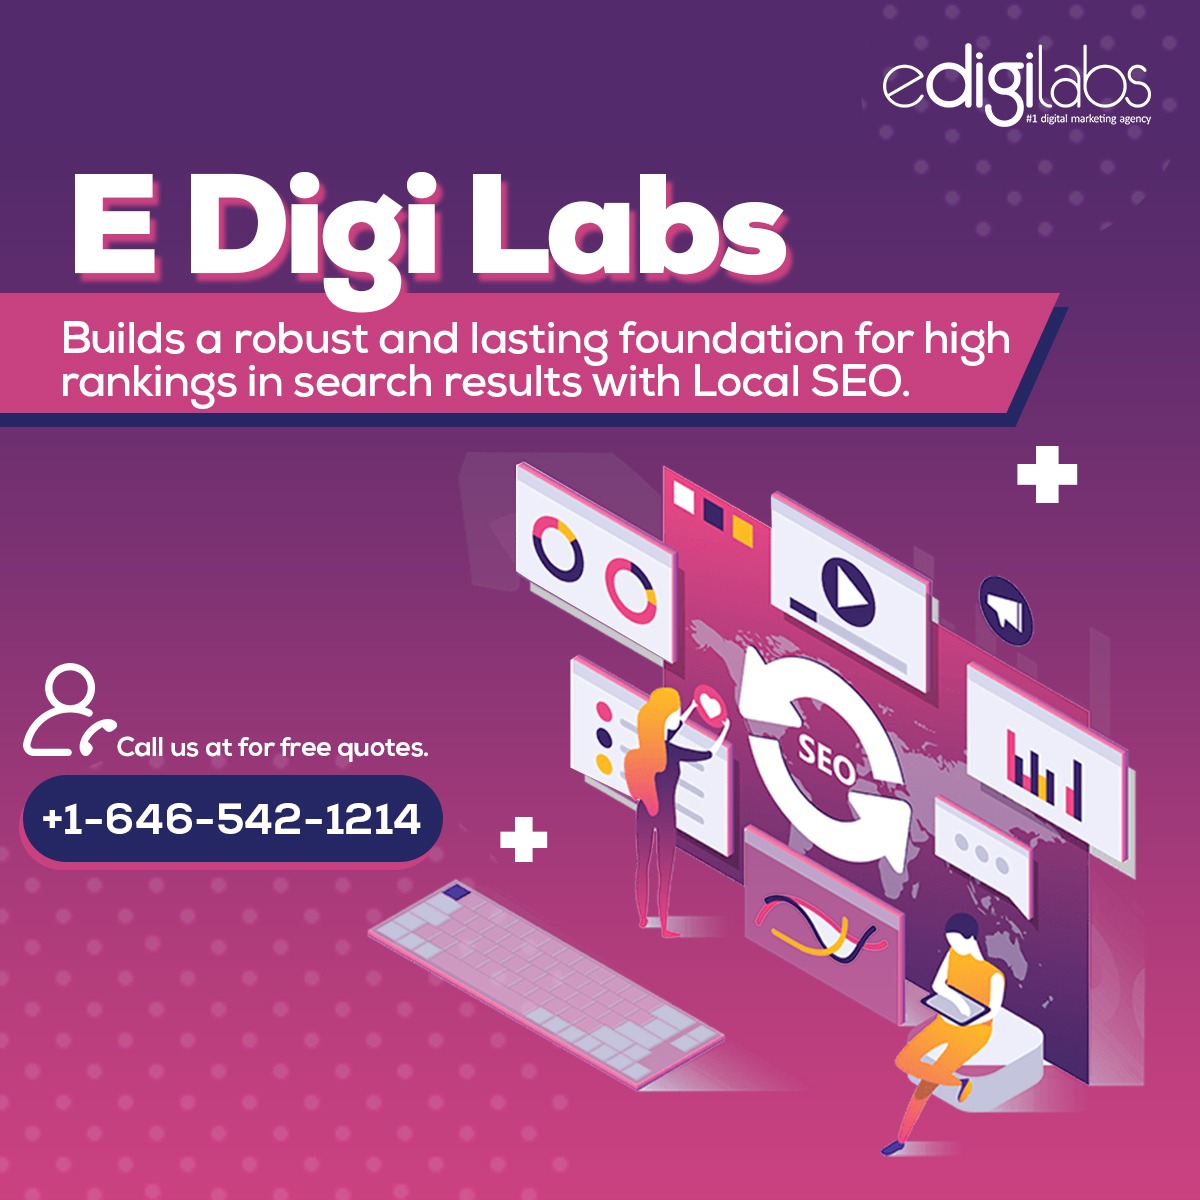 edigilabs
#1 digital marketing agency
E Digi Labs
Builds a robust and lasting foundation for high
rankings in search results with Local SEO.
SEO
Call us at for free quotes.
+1-646-542-1214